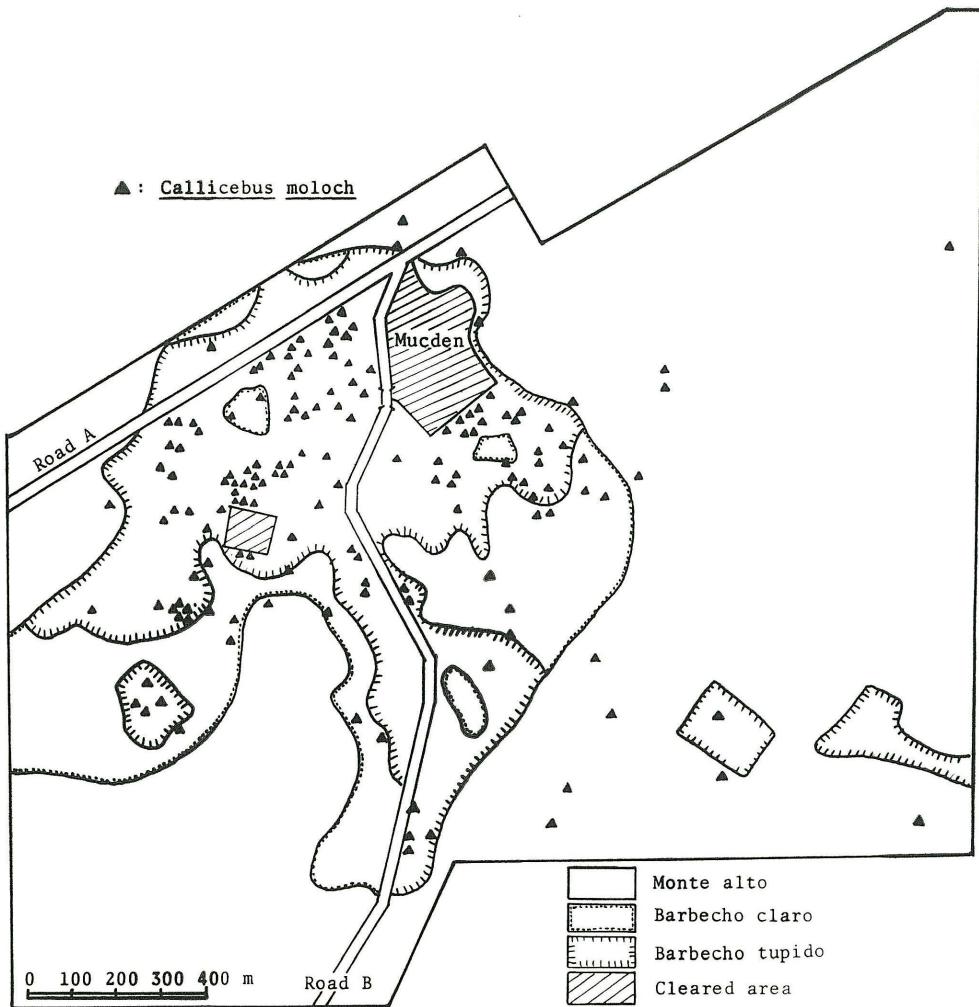 ▲: Callicebus moloch
Mucden
Road A
Monte alto
Barbecho claro
Barbecho tupido
Cleared area
0 100 200 300 400 m
Road B